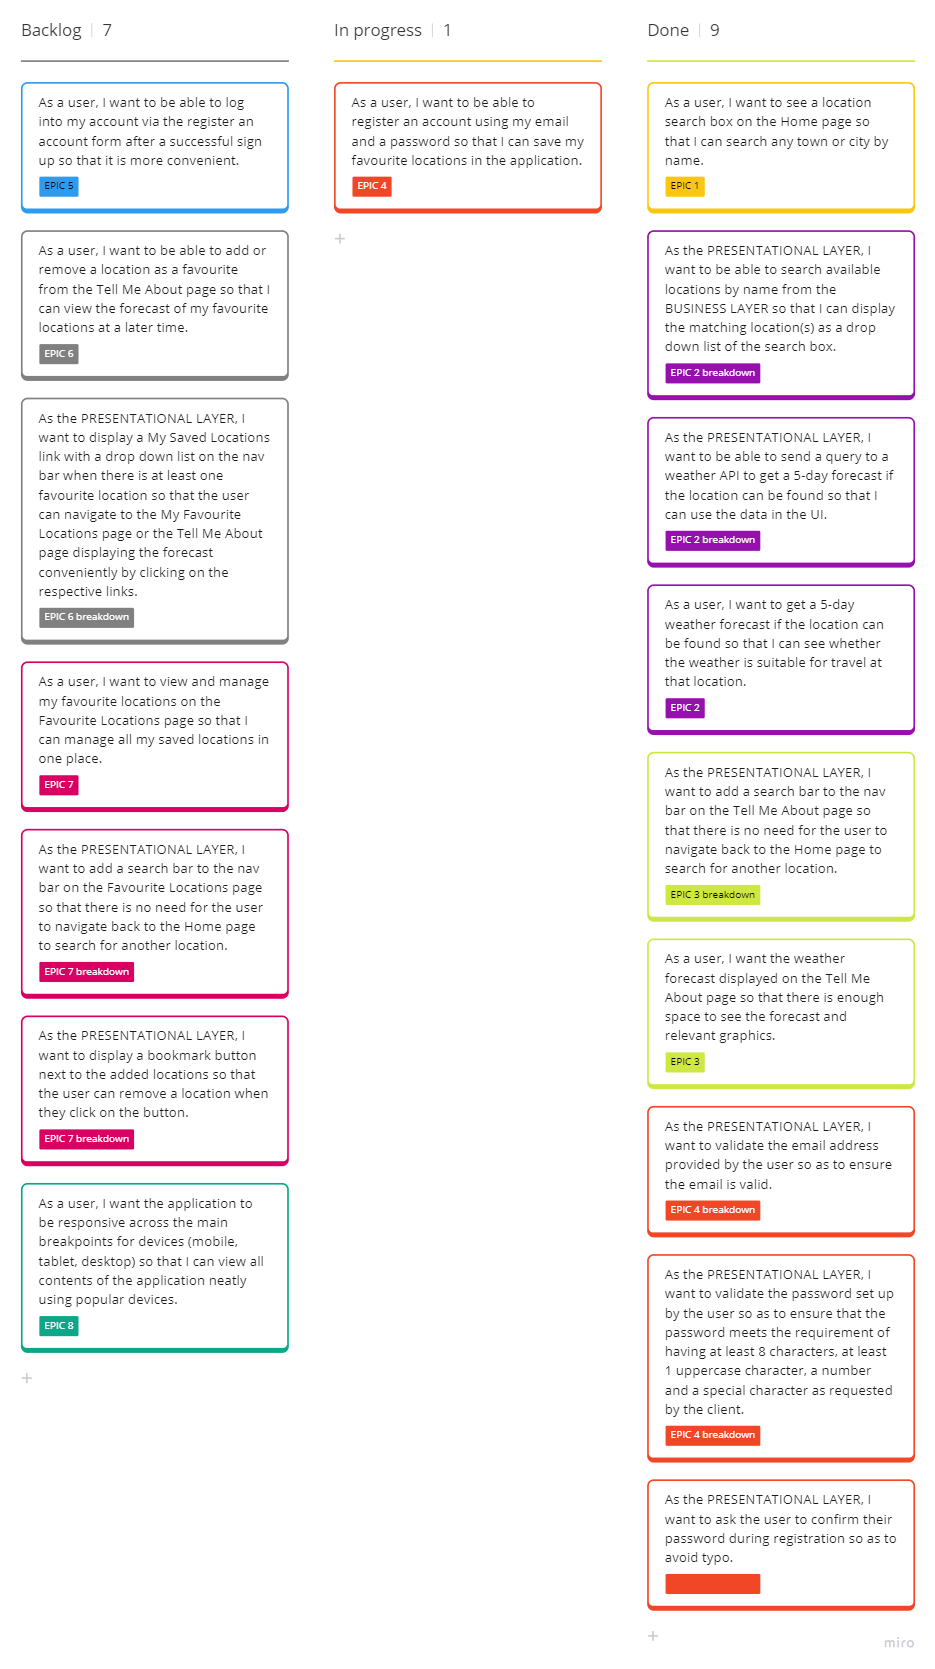 Backlog | 7
As a user, I want to be able to log
into my account via the register an
account form after a successful sign
up so that it is more convenient.
EPIC 5
As a user, I want to be able to add or
remove a location as a favourite
from the Tell Me About page so that I
can view the forecast of my favourite
locations at a later time.
EPIC 6
As the PRESENTATIONAL LAYER, I
want to display a My Saved Locations
link with a drop down list on the nav
bar when there is at least one
favourite location so that the user
can navigate to the My Favourite
Locations page or the Tell Me About
page displaying the forecast
conveniently by clicking on the
respective links.
EPIC 6 breakdown
As a user, I want to view and manage
my favourite locations on the
Favourite Locations page so that I
can manage all my saved locations in
one place.
EPIC 7
As the PRESENTATIONAL LAYER, I
want to add a search bar to the nav
bar on the Favourite Locations page
so that there is no need for the user
to navigate back to the Home page
to search for another location.
EPIC 7 breakdown
As the PRESENTATIONAL LAYER, I
want to display a bookmark button
next to the added locations so that
the user can remove a location when
they click on the button.
EPIC 7 breakdown
As a user, I want the application to
be responsive across the main
breakpoints for devices (mobile,
tablet, desktop) so that I can view all
contents of the application neatly
using popular devices.
EPIC 8
+
In progress | 1
As a user, I want to be able to
register an account using my email
and a password so that I can save my
favourite locations in the application.
EPIC 4
+
Done | 9
As a user, I want to see a location
search box on the Home page so
that I can search any town or city by
name.
EPIC 1
As the PRESENTATIONAL LAYER, I
want to be able to search available
locations by name from the
BUSINESS LAYER so that I can display
the matching location(s) as a drop
down list of the search box.
EPIC 2 breakdown
As the PRESENTATIONAL LAYER, I
want to be able to send a query to a
weather API to get a 5-day forecast if
the location can be found so that I
can use the data in the UI.
EPIC 2 breakdown
As a user, I want to get a 5-day
weather forecast if the location can
be found so that I can see whether
the weather is suitable for travel at
that location.
EPIC 2
As the PRESENTATIONAL LAYER, I
want to add a search bar to the nav
bar on the Tell Me About page so
that there is no need for the user to
navigate back to the Home page to
search for another location.
EPIC 3 breakdown
As a user, I want the weather
forecast displayed on the Tell Me
About page so that there is enough
space to see the forecast and
relevant graphics.
EPIC 3
As the PRESENTATIONAL LAYER, I
want to validate the email address
provided by the user so as to ensure
the email is valid.
EPIC 4 breakdown
As the PRESENTATIONAL LAYER, I
want to validate the password set up
by the user so as to ensure that the
password meets the requirement of
having at least 8 characters, at least
1 uppercase character, a number
and a special character as requested
by the client.
EPIC 4 breakdown
As the PRESENTATIONAL LAYER, I
want to ask the user to confirm their
password during registration so as to
avoid typo.
+
miro